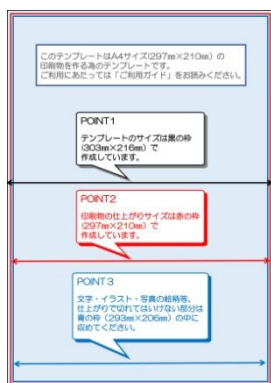 このテンプレートはA4サイズ(297㎜×210㎜)の
印刷物を作る為のテンプレートです。
ご利用にあたっては「ご利用ガイド」をお読みください。
POINT1
テンプレートのサイズは黒の枠
(303㎜×216㎜)で
作成しています。
POINT2
印刷物の仕上がりサイズは赤の枠
(297㎜×210㎜)で
作成しています。
POINT3
文字・イラスト・写真の絵柄等、
仕上がりで切れてはいけない部分は
青の枠(293㎜×206㎜)の中に
収めてください。